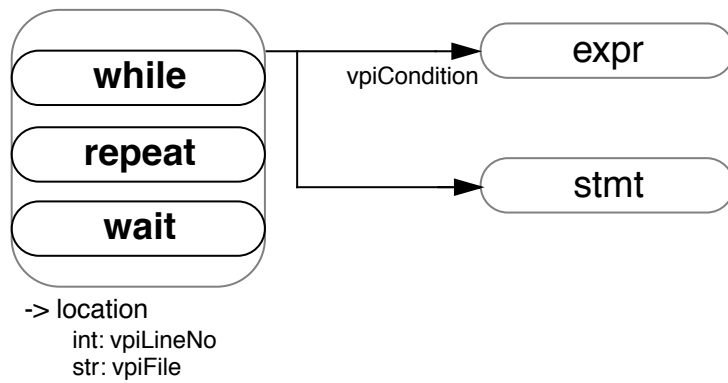 while
expr
vpiCondition
repeat
stmt
wait
-> location
int: vpiLineNo
str: vpiFile